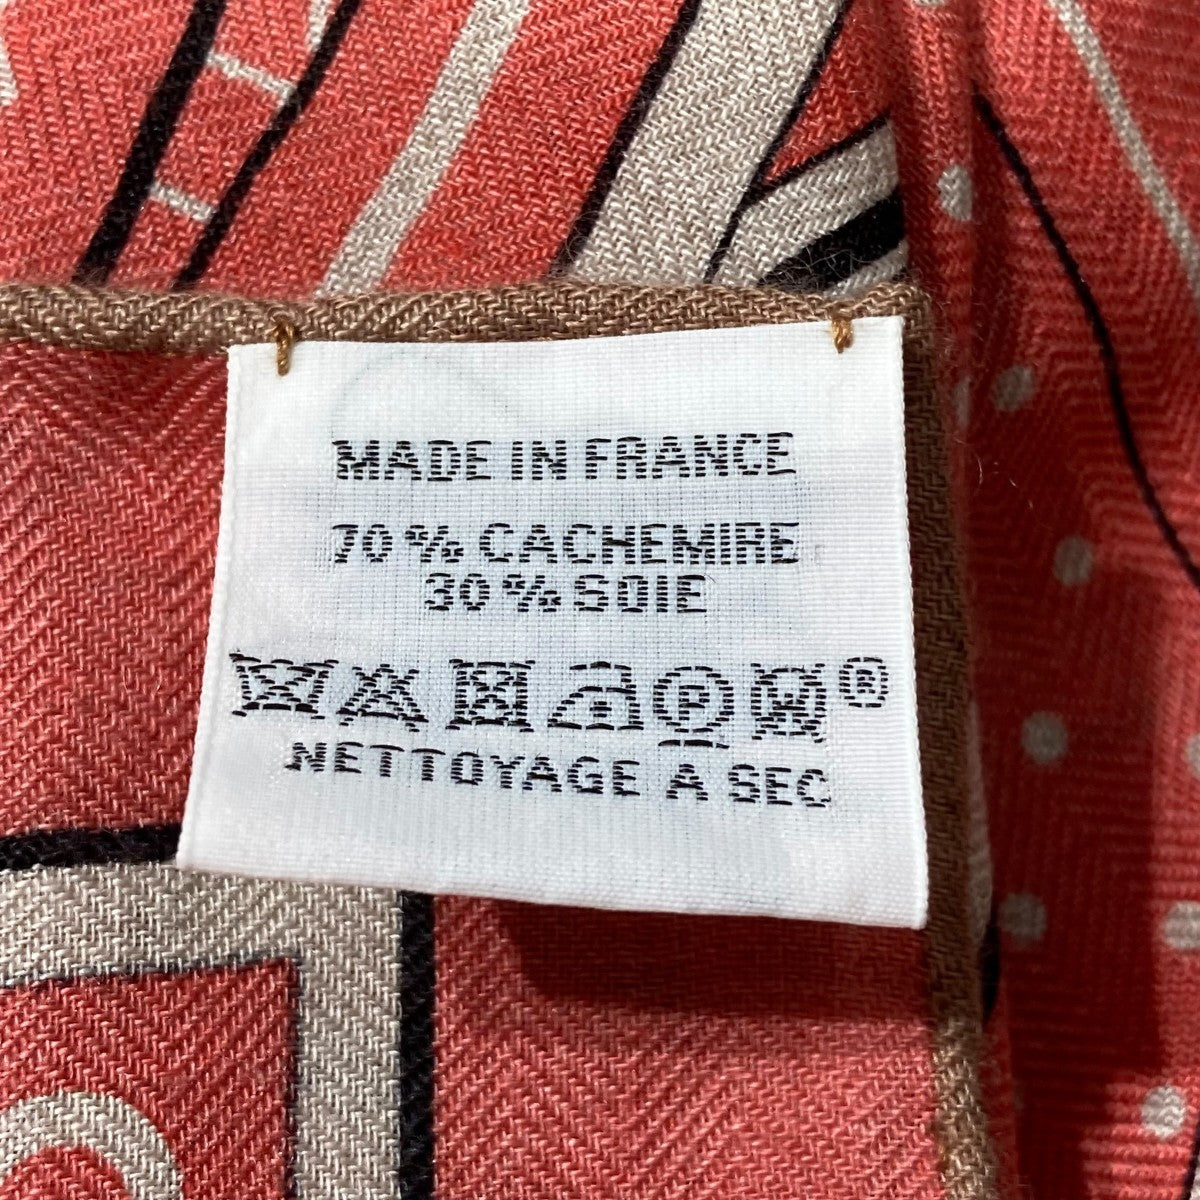 MADE IN FRANCE
70% CACHEMIRE
30% SOIE
P ®
NETTOYAGE A SEC